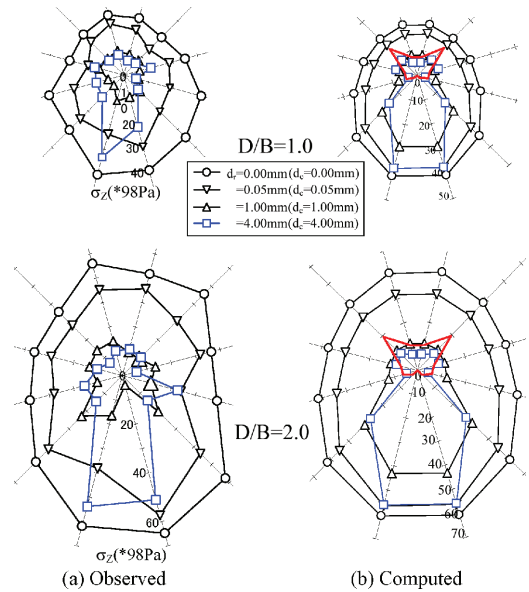 0
10
0
20
30
40
σZ(*98Pa)
0
10
20
30
40
50
D/B=1.0
dr=0.00mm(dc=0.00mm)
=0.05mm(dc=0.05mm)
=1.00mm(dc=1.00mm)
=4.00mm(dc=4.00mm)
0
20
40
60
σZ(*98Pa)
D/B=2.0
0
10
20
30
40
50
60
70
(a) Observed
(b) Computed